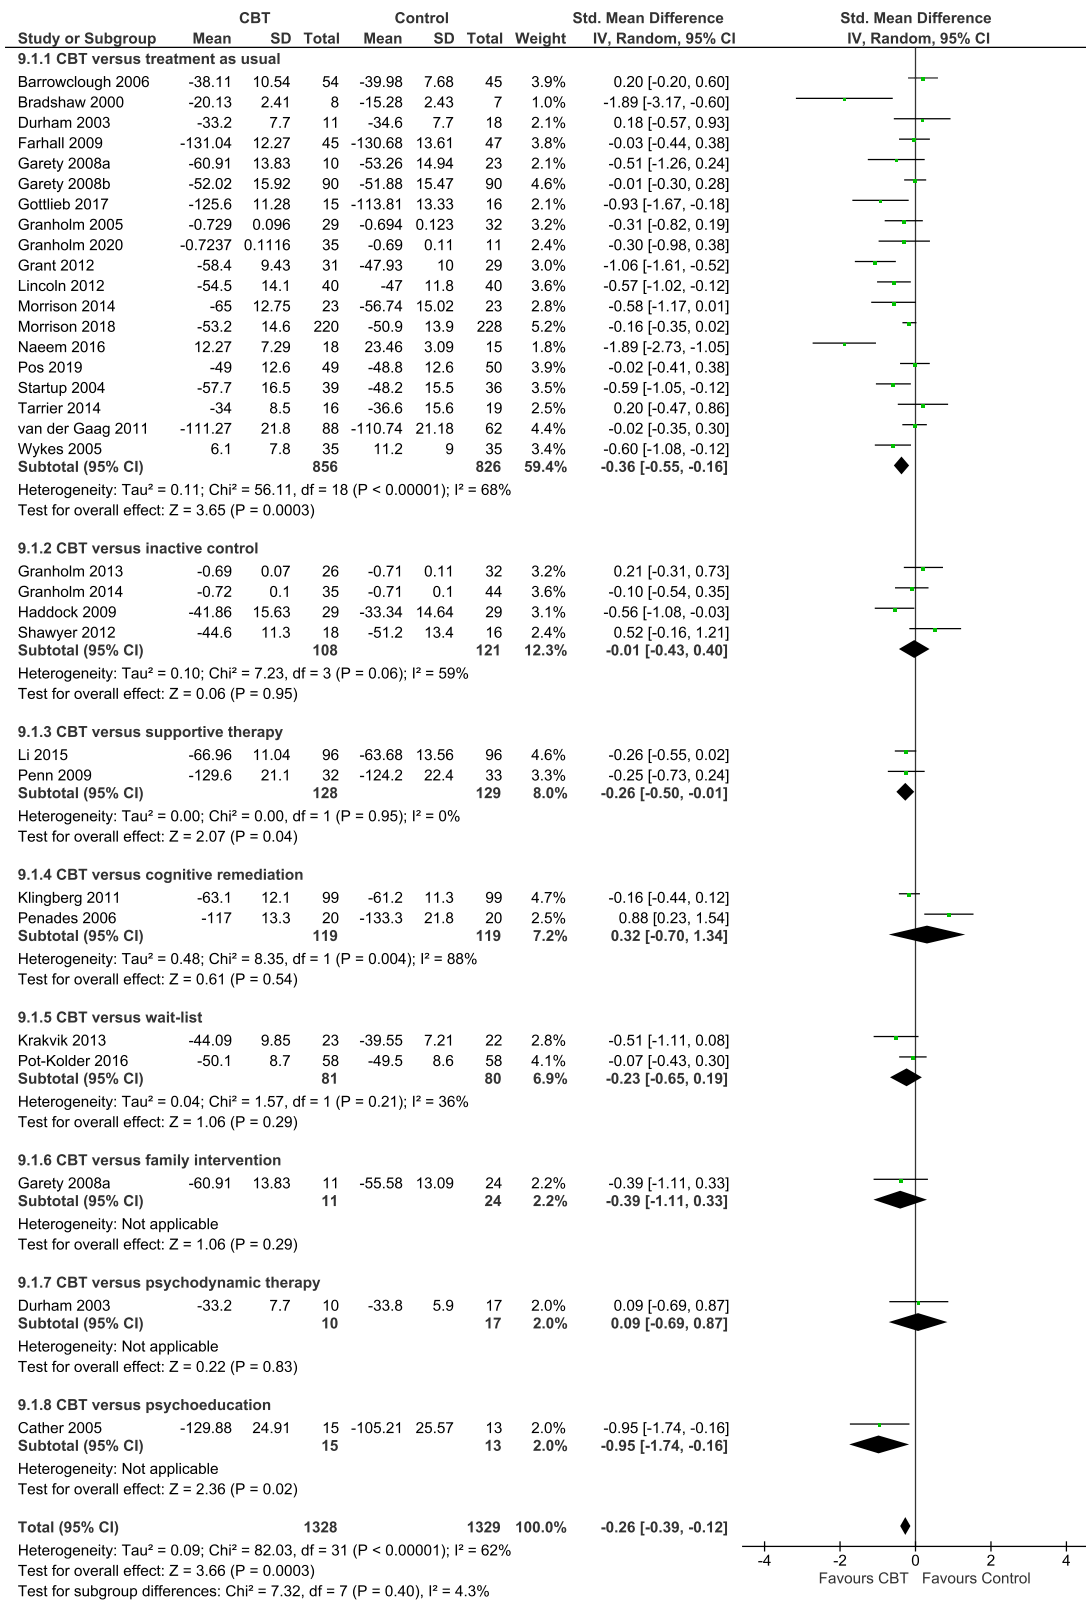 CBT Control Std. Mean Difference Std. Mean Difference
Study or Subgroup Mean SD Total Mean SD Total Weight IV, Random, 95% CI IV, Random, 95% CI
9.1.1 CBT versus treatment as usual
Barrowclough 2006 -38.11 10.54 54 -39.98 7.68 45 3.9% 0.20 [-0.20, 0.60]
Bradshaw 2000 -20.13 2.41 8 -15.28 2.43 7 1.0% -1.89 [-3.17, -0.60]
Durham 2003 -33.2 7.7 11 -34.6 7.7 18 2.1% 0.18 [-0.57, 0.93]
Farhall 2009 -131.04 12.27 45 -130.68 13.61 47 3.8% -0.03 [-0.44, 0.38]
Garety 2008a -60.91 13.83 10 -53.26 14.94 23 2.1% -0.51 [-1.26, 0.24]
Garety 2008b -52.02 15.92 90 -51.88 15.47 90 4.6% -0.01 [-0.30, 0.28]
Gottlieb 2017 -125.6 11.28 15 -113.81 13.33 16 2.1% -0.93 [-1.67, -0.18]
Granholm 2005 -0.729 0.096 29 -0.694 0.123 32 3.2% -0.31 [-0.82, 0.19]
Granholm 2020 -0.7237 0.1116 35 -0.69 0.11 11 2.4% -0.30 [-0.98, 0.38]
Grant 2012 -58.4 9.43 31 -47.93 10 29 3.0% -1.06 [-1.61, -0.52]
Lincoln 2012 -54.5 14.1 40 -47 11.8 40 3.6% -0.57 [-1.02, -0.12]
Morrison 2014 -65 12.75 23 -56.74 15.02 23 2.8% -0.58 [-1.17, 0.01]
Morrison 2018 -53.2 14.6 220 -50.9 13.9 228 5.2% -0.16 [-0.35, 0.02]
Naeem 2016 12.27 7.29 18 23.46 3.09 15 1.8% -1.89 [-2.73, -1.05]
Pos 2019 -49 12.6 49 -48.8 12.6 50 3.9% -0.02 [-0.41, 0.38]
Startup 2004 -57.7 16.5 39 -48.2 15.5 36 3.5% -0.59 [-1.05, -0.12]
Tarrier 2014 -34 8.5 16 -36.6 15.6 19 2.5% 0.20 [-0.47, 0.86]
van der Gaag 2011 -111.27 21.8 88 -110.74 21.18 62 4.4% -0.02 [-0.35, 0.30]
Wykes 2005 6.1 7.8 35 11.2 9 35 3.4% -0.60 [-1.08, -0.12]
Subtotal (95% CI) 856 826 59.4% -0.36 [-0.55, -0.16]
Heterogeneity: Tau² = 0.11; Chi² = 56.11, df = 18 (P < 0.00001); I² = 68%
Test for overall effect: Z = 3.65 (P = 0.0003)
9.1.2 CBT versus inactive control
Granholm 2013 -0.69 0.07 26 -0.71 0.11 32 3.2% 0.21 [-0.31, 0.73]
Granholm 2014 -0.72 0.1 35 -0.71 0.1 44 3.6% -0.10 [-0.54, 0.35]
Haddock 2009 -41.86 15.63 29 -33.34 14.64 29 3.1% -0.56 [-1.08, -0.03]
Shawyer 2012 -44.6 11.3 18 -51.2 13.4 16 2.4% 0.52 [-0.16, 1.21]
Subtotal (95% CI) 108 121 12.3% -0.01 [-0.43, 0.40]
Heterogeneity: Tau² = 0.10; Chi² = 7.23, df = 3 (P = 0.06); I² = 59%
Test for overall effect: Z = 0.06 (P = 0.95)
9.1.3 CBT versus supportive therapy
Li 2015 -66.96 11.04 96 -63.68 13.56 96 4.6% -0.26 [-0.55, 0.02]
Penn 2009 -129.6 21.1 32 -124.2 22.4 33 3.3% -0.25 [-0.73, 0.24]
Subtotal (95% CI) 128 129 8.0% -0.26 [-0.50, -0.01]
Heterogeneity: Tau² = 0.00; Chi² = 0.00, df = 1 (P = 0.95); I² = 0%
Test for overall effect: Z = 2.07 (P = 0.04)
9.1.4 CBT versus cognitive remediation
Klingberg 2011 -63.1 12.1 99 -61.2 11.3 99 4.7% -0.16 [-0.44, 0.12]
Penades 2006 -117 13.3 20 -133.3 21.8 20 2.5% 0.88 [0.23, 1.54]
Subtotal (95% CI) 119 119 7.2% 0.32 [-0.70, 1.34]
Heterogeneity: Tau² = 0.48; Chi² = 8.35, df = 1 (P = 0.004); I² = 88%
Test for overall effect: Z = 0.61 (P = 0.54)
9.1.5 CBT versus wait-list
Krakvik 2013 -44.09 9.85 23 -39.55 7.21 22 2.8% -0.51 [-1.11, 0.08]
Pot-Kolder 2016 -50.1 8.7 58 -49.5 8.6 58 4.1% -0.07 [-0.43, 0.30]
Subtotal (95% CI) 81 80 6.9% -0.23 [-0.65, 0.19]
Heterogeneity: Tau² = 0.04; Chi² = 1.57, df = 1 (P = 0.21); I² = 36%
Test for overall effect: Z = 1.06 (P = 0.29)
9.1.6 CBT versus family intervention
Garety 2008a -60.91 13.83 11 -55.58 13.09 24 2.2% -0.39 [-1.11, 0.33]
Subtotal (95% CI) 11 24 2.2% -0.39 [-1.11, 0.33]
Heterogeneity: Not applicable
Test for overall effect: Z = 1.06 (P = 0.29)
9.1.7 CBT versus psychodynamic therapy
Durham 2003 -33.2 7.7 10 -33.8 5.9 17 2.0% 0.09 [-0.69, 0.87]
Subtotal (95% CI) 10 17 2.0% 0.09 [-0.69, 0.87]
Heterogeneity: Not applicable
Test for overall effect: Z = 0.22 (P = 0.83)
9.1.8 CBT versus psychoeducation
Cather 2005 -129.88 24.91 15 -105.21 25.57 13 2.0% -0.95 [-1.74, -0.16]
Subtotal (95% CI) 15 13 2.0% -0.95 [-1.74, -0.16]
Heterogeneity: Not applicable
Test for overall effect: Z = 2.36 (P = 0.02)
Total (95% CI) 1328 1329 100.0% -0.26 [-0.39, -0.12]
Heterogeneity: Tau² = 0.09; Chi² = 82.03, df = 31 (P < 0.00001); I² = 62%
Test for overall effect: Z = 3.66 (P = 0.0003)
Test for subgroup differences: Chi² = 7.32, df = 7 (P = 0.40), I² = 4.3%
-4 -2 0 2 4
Favours CBT Favours Control